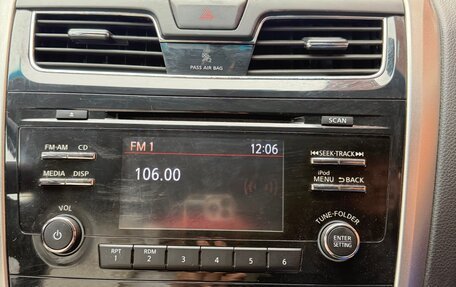 PASS AIR BAG
SCAN
FM-AM CD
FM 1 12:06
SEEK-TRACK
106.00
MEDIA DISP
iPod
MENU BACK
VOL
TUNE-FOLDER
ENTER
SETTING
RPT RDM
1 2 3 4 5 6